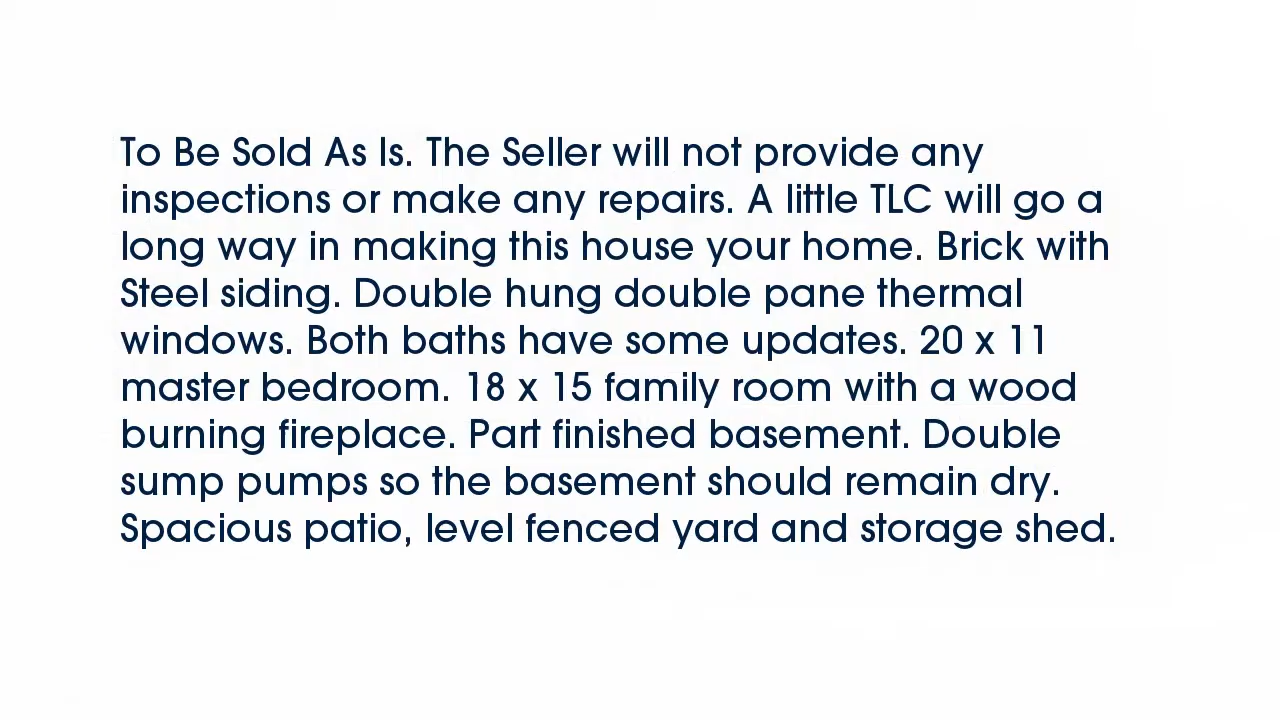 To Be Sold As Is. The Seller will not provide any
inspections or make any repairs. A little TLC will go a
long way in making this house your home. Brick with
Steel siding. Double hung double pane thermal
windows. Both baths have some updates. 20 x 11
master bedroom. 18 x 15 family room with a wood
burning fireplace. Part finished basement. Double
sump pumps so the basement should remain dry.
Spacious patio, level fenced yard and storage shed.